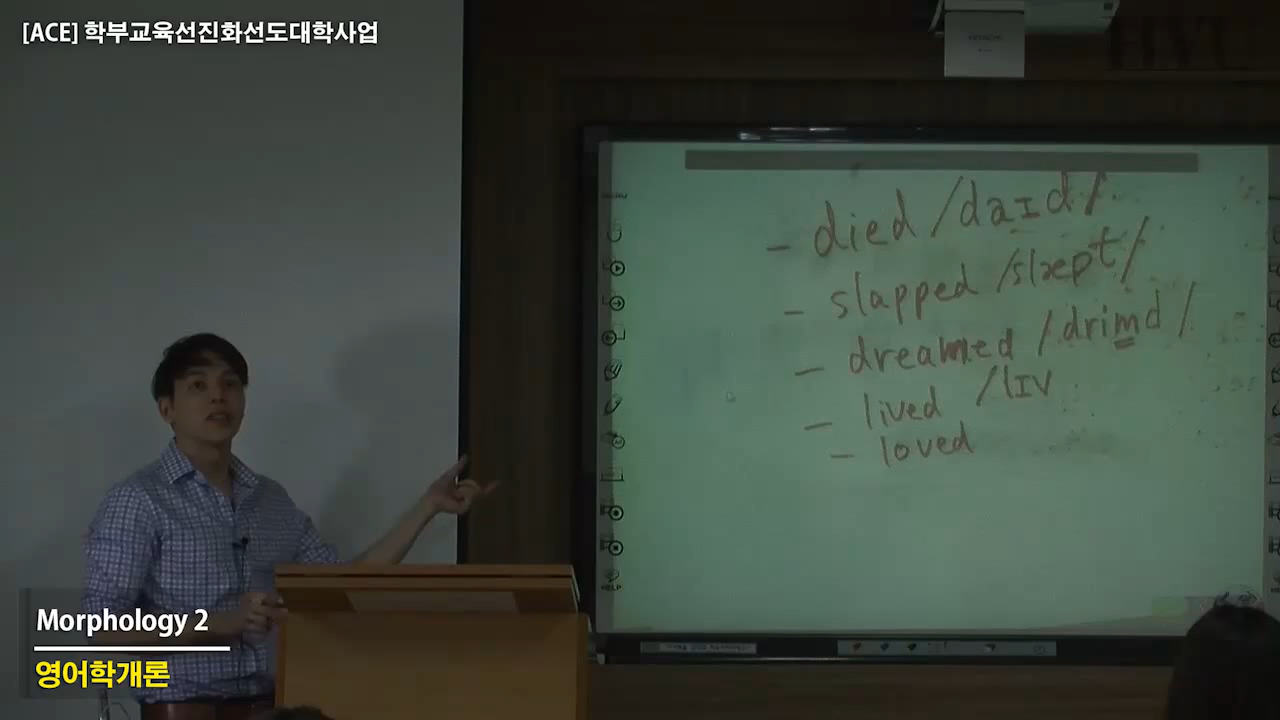 [ACE] 학부교육선진화선도대학사업
HITACHI
- died /daɪd/
- slapped /slæpt/
- dreamed /drimd/
- lived /lɪv
- loved
Morphology 2
영어학개론